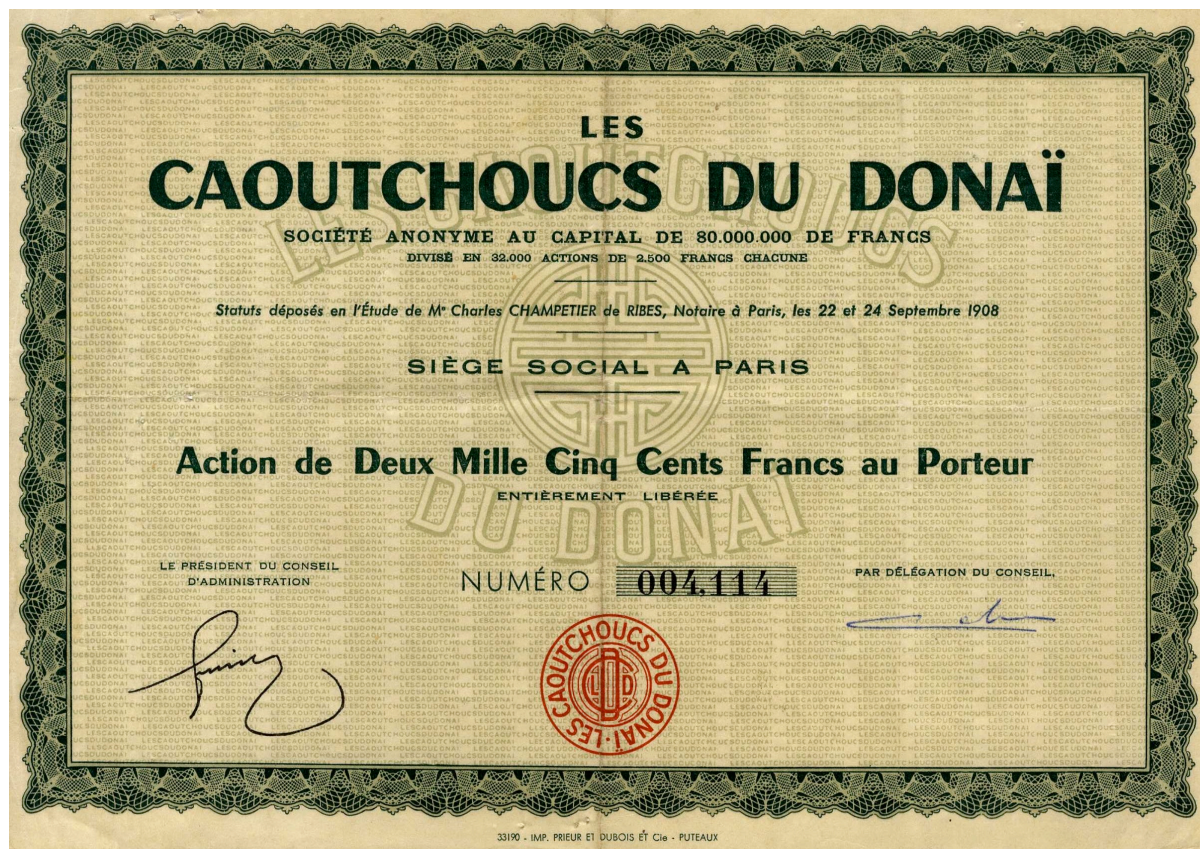 LES
CAOUTCHOUCS DU DONAÏ
SOCIÉTÉ ANONYME AU CAPITAL DE 80.000.000 DE FRANCS
DIVISÉ EN 32.000 ACTIONS DE 2.500 FRANCS CHACUNE
Statuts déposés en l'Étude de Mᵉ Charles CHAMPETIER de RIBES, Notaire à Paris, les 22 et 24 Septembre 1908
SIÈGE SOCIAL A PARIS
Action de Deux Mille Cinq Cents Francs au Porteur
ENTIÈREMENT LIBÉRÉE
LES CAOUTCHOUCS
DU DONAÏ
LE PRÉSIDENT DU CONSEIL
D'ADMINISTRATION
NUMÉRO 004,114
PAR DÉLÉGATION DU CONSEIL,
LES CAOUTCHOUCS DU DONAÏ
33190 - IMP. PRIEUR ET DUBOIS ET Cie - PUTEAUX